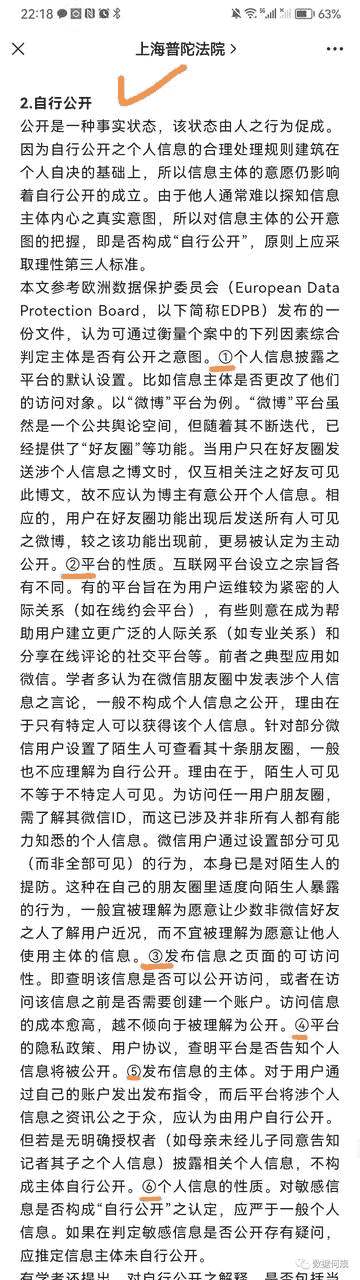 22:18 63%
上海普陀法院 >
2.自行公开
公开是一种事实状态，该状态由人之行为促成。
因为自行公开之个人信息的合理处理规则建筑在
个人自决的基础上，所以信息主体的意愿仍影响
着自行公开的成立。由于他人通常难以探知信息
主体内心之真实意图，所以对信息主体的公开意
图的把握，即是否构成“自行公开”，原则上应采
取理性第三人标准。
本文参考欧洲数据保护委员会（European Data
Protection Board，以下简称EDPB）发布的一
份文件，认为可通过衡量个案中的下列因素综合
判定主体是否有公开之意图。①个人信息披露之
平台的默认设置。比如信息主体是否更改了他们
的访问对象。以“微博”平台为例。“微博”平台虽
然是一个公共舆论空间，但随着其不断迭代，已
经提供了“好友圈”等功能。当用户只在好友圈发
送涉个人信息之博文时，仅互相关注之好友可见
此博文，故不应认为博主有意公开个人信息。相
应的，用户在好友圈功能出现后发送所有人可见
之微博，较之该功能出现前，更易被认定为主动
公开。②平台的性质。互联网平台设立之宗旨各
有不同。有的平台旨在为用户运维较为紧密的人
际关系（如在线约会平台），有些则意在成为帮
助用户建立更广泛的人际关系（如专业关系）和
分享在线评论的社交平台等。前者之典型应用如
微信。学者多认为在微信朋友圈中发表涉个人信
息之言论，一般不构成个人信息之公开，理由在
于只有特定人可以获得该个人信息。针对部分微
信用户设置了陌生人可查看其十条朋友圈，一般
也不应理解为自行公开。理由在于，陌生人可见
不等于不特定人可见。为访问任一用户朋友圈，
需了解其微信ID，而这已涉及并非所有人都有能
力知悉的个人信息。微信用户通过设置部分可见
（而非全部可见）的行为，本身已是对陌生人的
提防。这种在自己的朋友圈里适度向陌生人暴露
的行为，一般宜被理解为愿意让少数非微信好友
之人了解用户近况，而不宜被理解为愿意让他人
使用主体的信息。③发布信息之页面的可访问
性。即查明该信息是否可以公开访问，或者在访
问该信息之前是否需要创建一个账户。访问信息
的成本愈高，越不倾向于被理解为公开。④平台
的隐私政策、用户协议，查明平台是否告知个人
信息将被公开。⑤发布信息的主体。对于用户通
过自己的账户发出发布指令，而后平台将涉个人
信息之资讯公之于众，应认为由用户自行公开。
但若是无明确授权者（如母亲未经儿子同意告知
记者其子之个人信息）披露相关个人信息，不构
成主体自行公开。⑥个人信息的性质。对敏感信
息是否构成“自行公开”之认定，应严于一般个人
信息。如果在判定敏感信息是否公开存有疑问，
应推定信息主体未自行公开。
有学者还提出，对自行公开之解释，是否包括当
数据何规